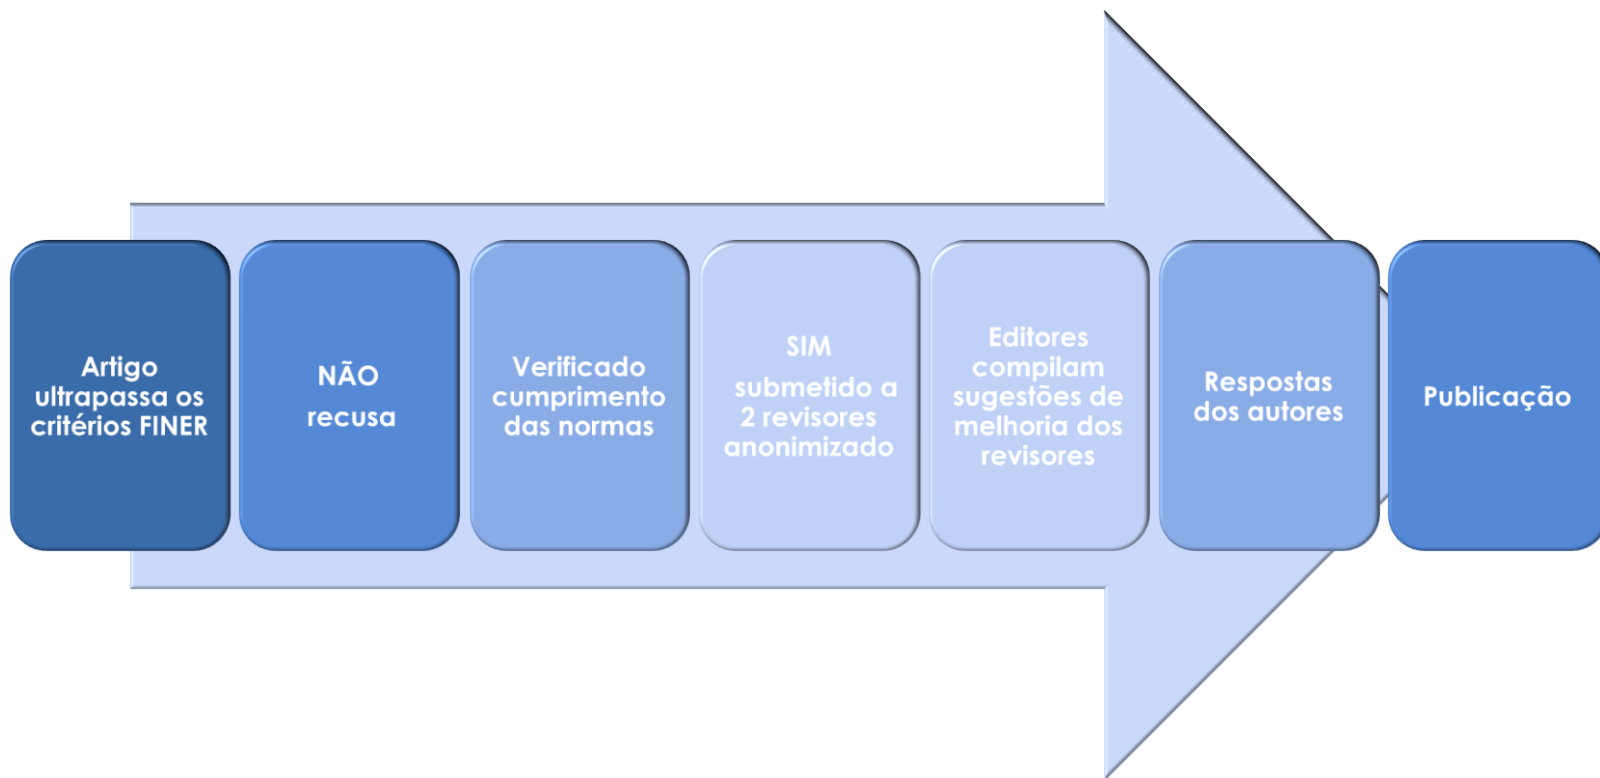 Artigo
ultrapassa os
critérios FINER
NÃO
recusa
Verificado
cumprimento
das normas
SIM
submetido a
2 revisores
anonimizado
Editores
compilam
sugestões de
melhoria dos
revisores
Respostas
dos autores
Publicação